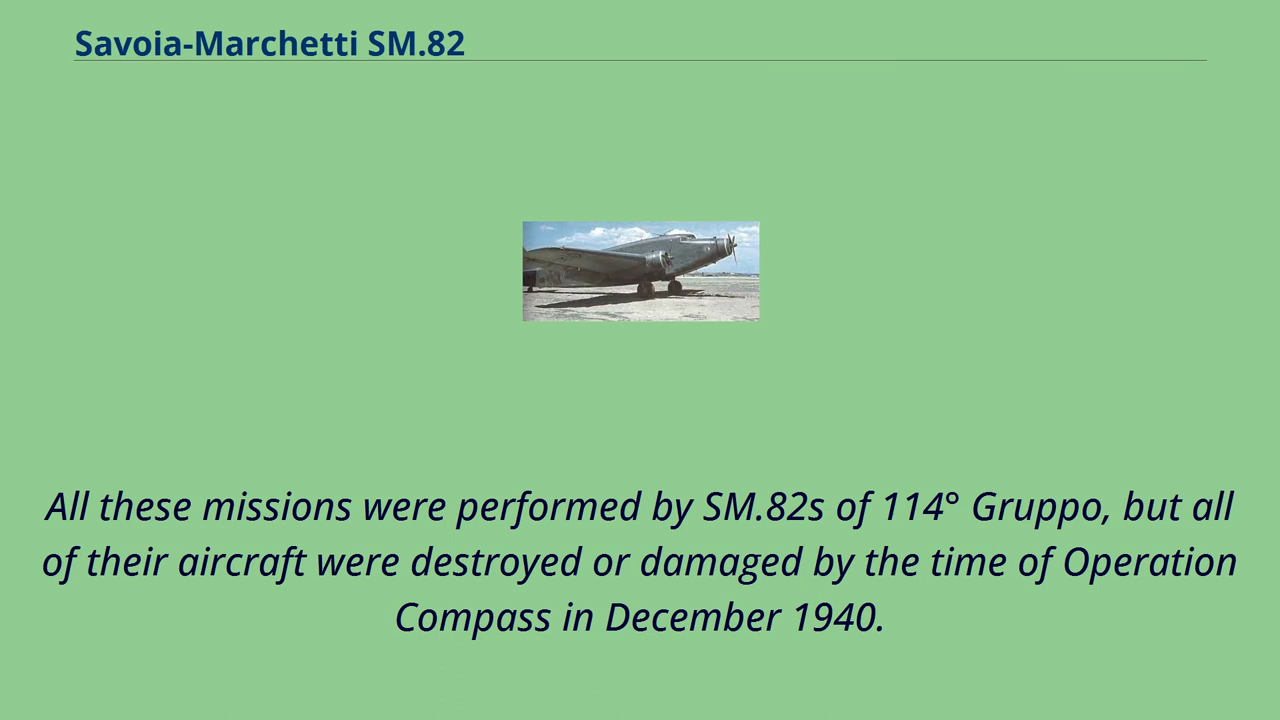 Savoia-Marchetti SM.82
All these missions were performed by SM.82s of 114° Gruppo, but all
of their aircraft were destroyed or damaged by the time of Operation
Compass in December 1940.